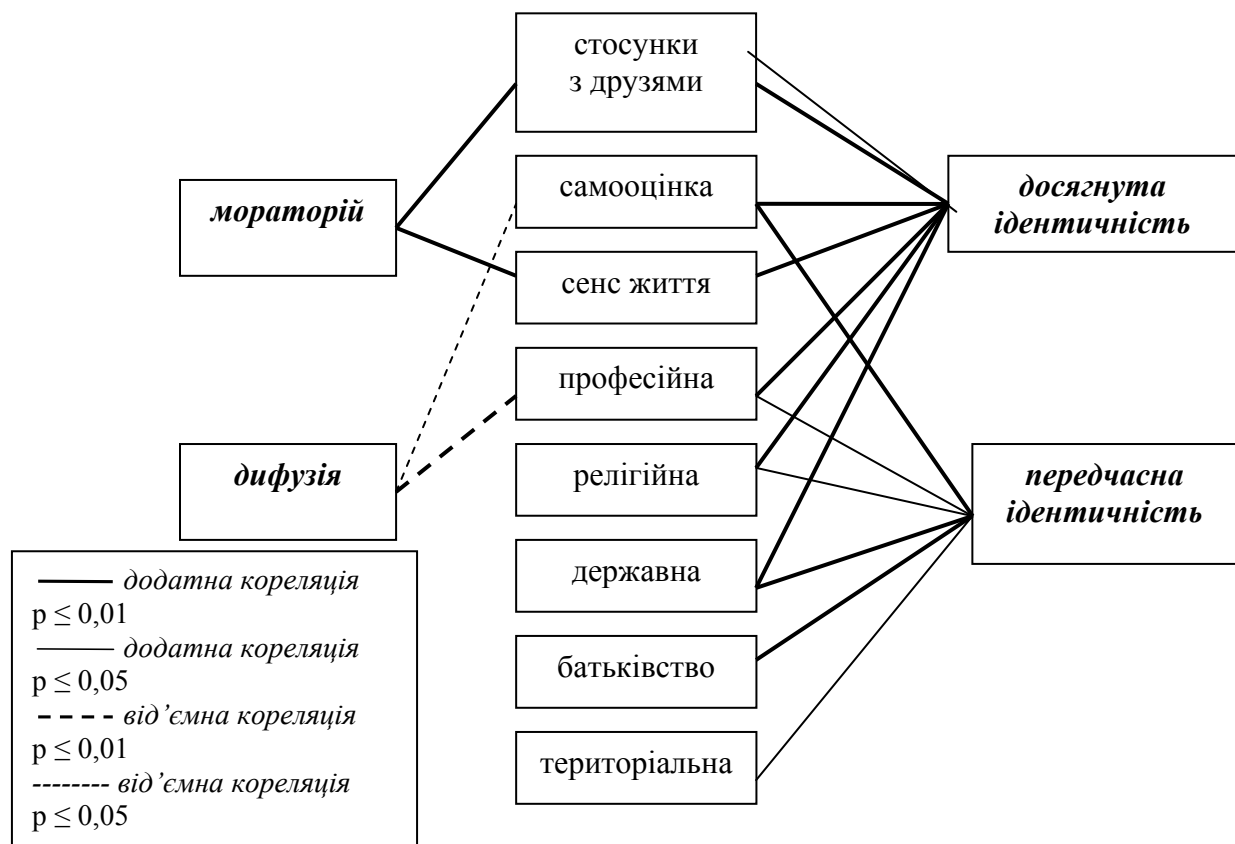 стосунки
з друзями
мораторій
самооцінка
досягнута
ідентичність
сенс життя
професійна
дифузія
релігійна
передчасна
ідентичність
державна
батьківство
територіальна
додатна кореляція
p ≤ 0,01
додатна кореляція
p ≤ 0,05
від’ємна кореляція
p ≤ 0,01
від’ємна кореляція
p ≤ 0,05